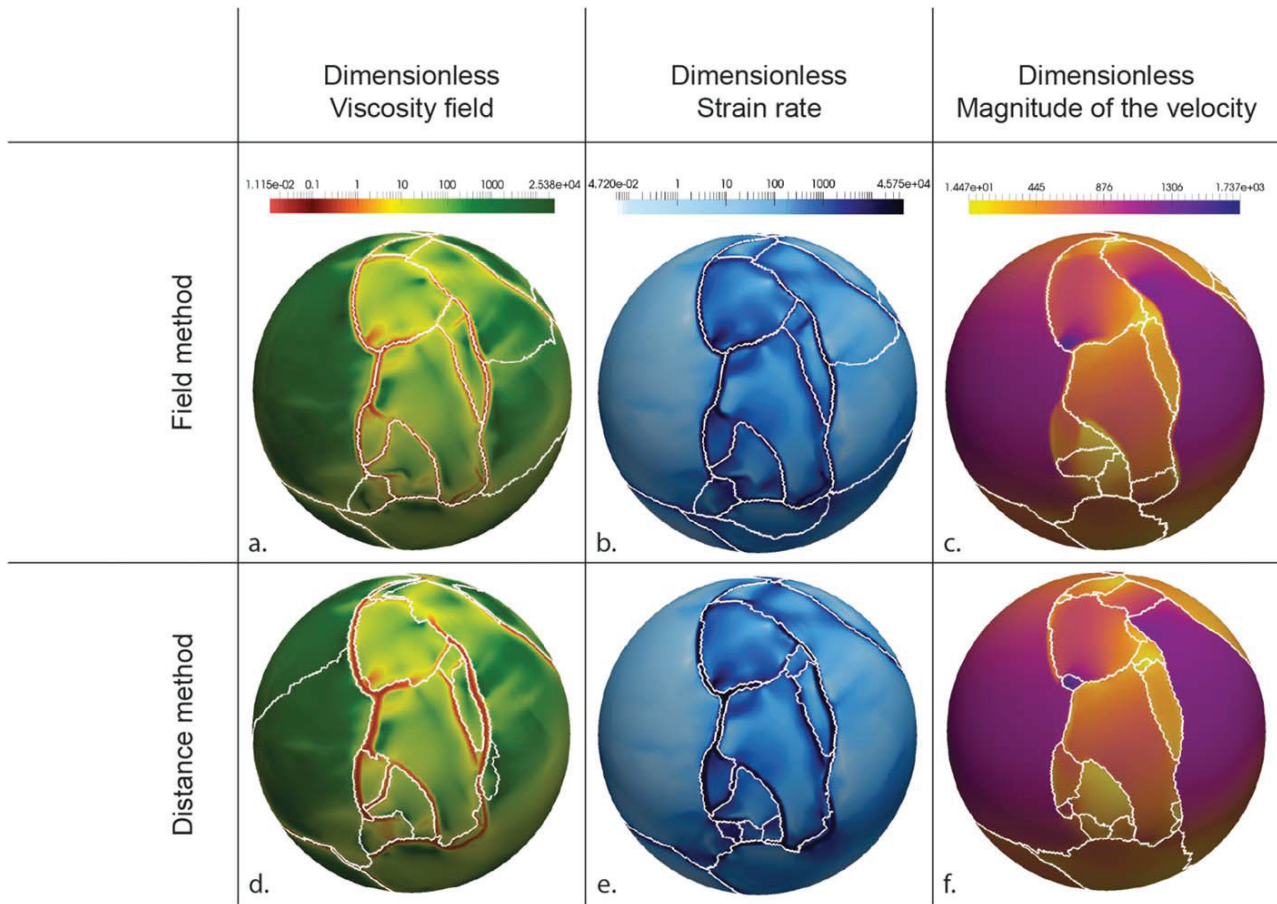 Dimensionless
Viscosity field
Dimensionless
Strain rate
Dimensionless
Magnitude of the velocity
Field method
1.115e-02 0.1 1 10 100 1000 2.538e+04
4.720e-02 1 10 100 1000 4.575e+04
1.447e+01 445 876 1306 1.737e+03
a.
b.
c.
Distance method
d.
e.
f.